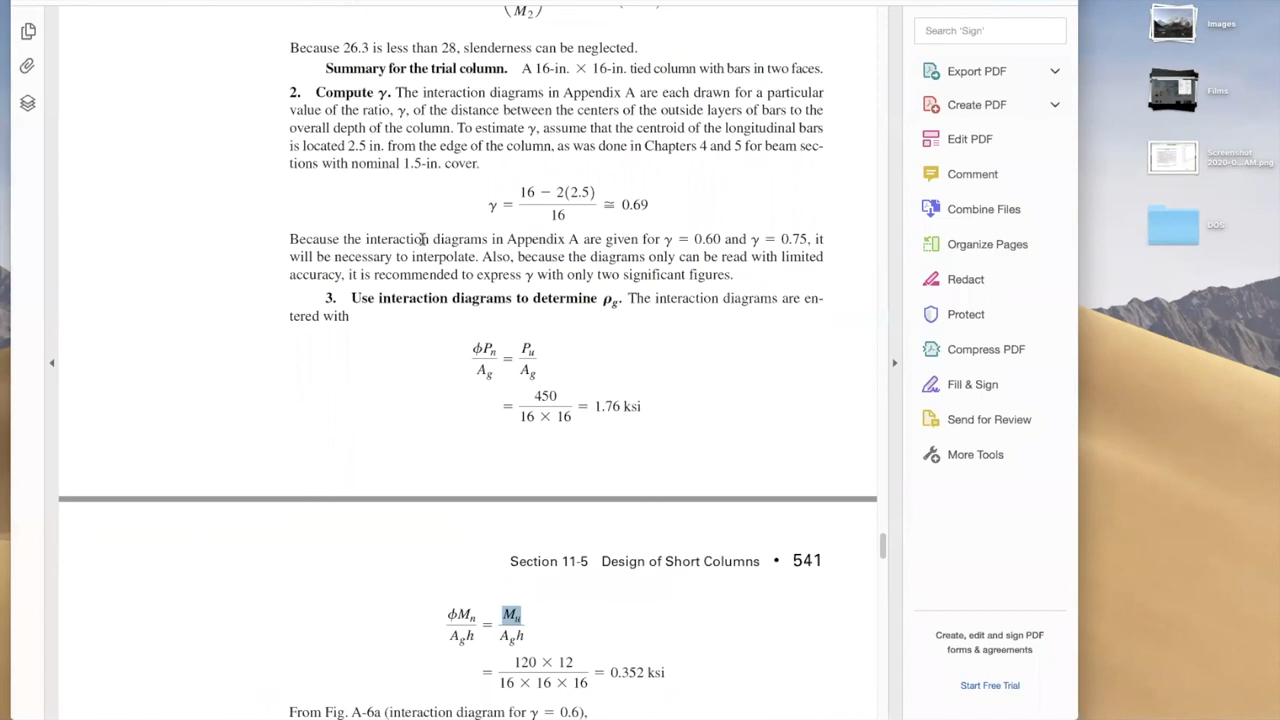 (M₂)
Because 26.3 is less than 28, slenderness can be neglected.
Summary for the trial column. A 16-in. × 16-in. tied column with bars in two faces.
2. Compute γ. The interaction diagrams in Appendix A are each drawn for a particular
value of the ratio, γ, of the distance between the centers of the outside layers of bars to the
overall depth of the column. To estimate γ, assume that the centroid of the longitudinal bars
is located 2.5 in. from the edge of the column, as was done in Chapters 4 and 5 for beam sec-
tions with nominal 1.5-in. cover.
γ = 16 − 2(2.5) / 16 ≅ 0.69
Because the interaction diagrams in Appendix A are given for γ = 0.60 and γ = 0.75, it
will be necessary to interpolate. Also, because the diagrams only can be read with limited
accuracy, it is recommended to express γ with only two significant figures.
3. Use interaction diagrams to determine ρg. The interaction diagrams are en-
tered with
ϕPn / Ag = Pu / Ag
= 450 / 16 × 16 = 1.76 ksi
Section 11-5 Design of Short Columns • 541
ϕMn / Agh = Mu / Agh
= 120 × 12 / 16 × 16 × 16 = 0.352 ksi
From Fig. A-6a (interaction diagram for γ = 0.6),
Search 'Sign'
Export PDF
Create PDF
Edit PDF
Comment
Combine Files
Organize Pages
Redact
Protect
Compress PDF
Fill & Sign
Send for Review
More Tools
Create, edit and sign PDF
forms & agreements
Start Free Trial
Images
Films
Screenshot
2020-0...AM.png
DOS